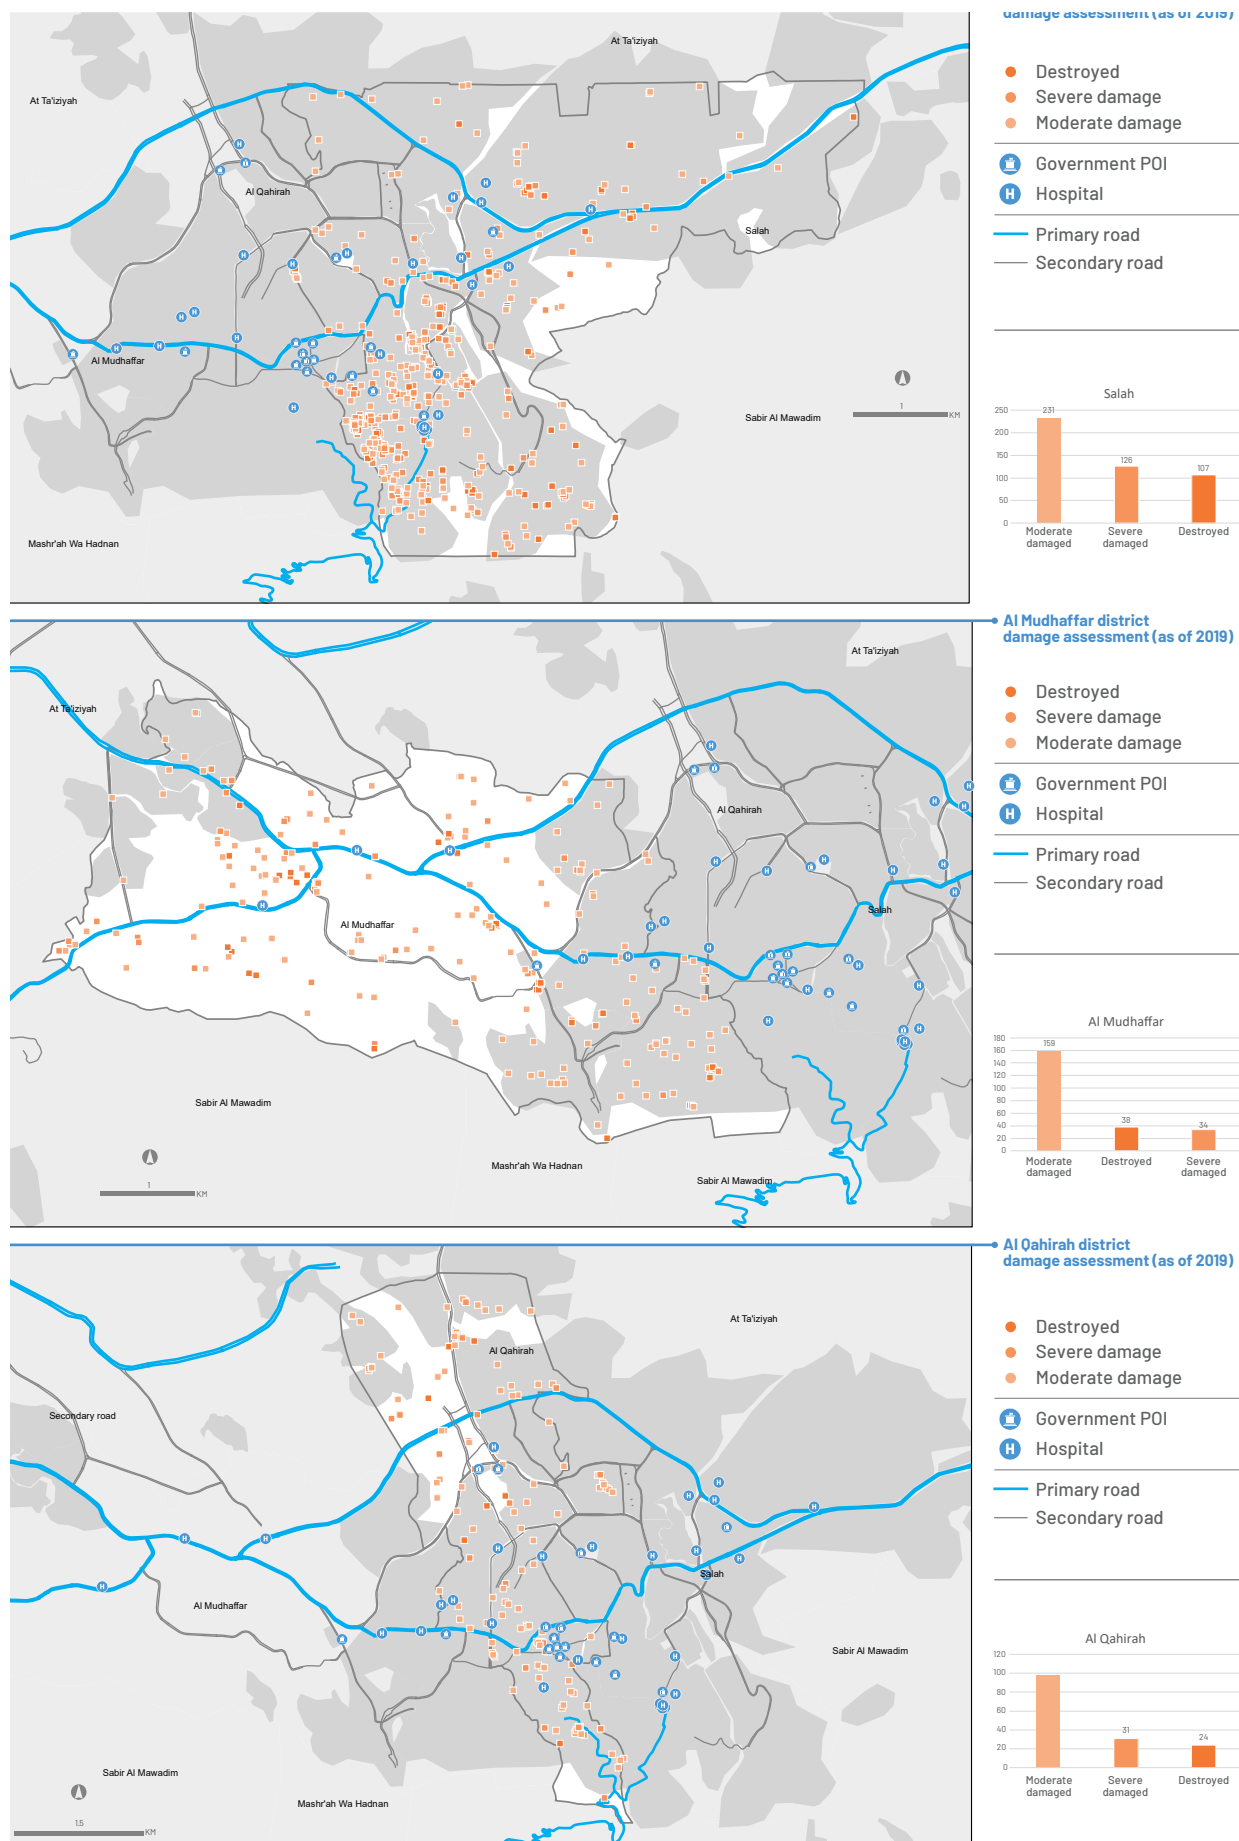 damage assessment (as of 2019)
At Ta'iziyah
At Ta'iziyah
Al Qahirah
Salah
Al Mudhaffar
Sabir Al Mawadim
Mashr'ah Wa Hadnan
1
KM
Destroyed
Severe damage
Moderate damage
Government POI
H Hospital
Primary road
Secondary road
Salah
250
200
150
100
50
0
231
126
107
Moderate damaged
Severe damaged
Destroyed
Al Mudhaffar district
damage assessment (as of 2019)
At Ta'iziyah
At Ta'iziyah
Al Qahirah
Salah
Al Mudhaffar
Sabir Al Mawadim
Mashr'ah Wa Hadnan
Sabir Al Mawadim
1
KM
Destroyed
Severe damage
Moderate damage
Government POI
H Hospital
Primary road
Secondary road
Al Mudhaffar
180
160
140
120
100
80
60
40
20
0
159
38
34
Moderate damaged
Destroyed
Severe damaged
Al Qahirah district
damage assessment (as of 2019)
At Ta'iziyah
Al Qahirah
Secondary road
Salah
Al Mudhaffar
Sabir Al Mawadim
Sabir Al Mawadim
Mashr'ah Wa Hadnan
1.5
KM
Destroyed
Severe damage
Moderate damage
Government POI
H Hospital
Primary road
Secondary road
Al Qahirah
120
100
80
60
40
20
0
31
24
Moderate damaged
Severe damaged
Destroyed